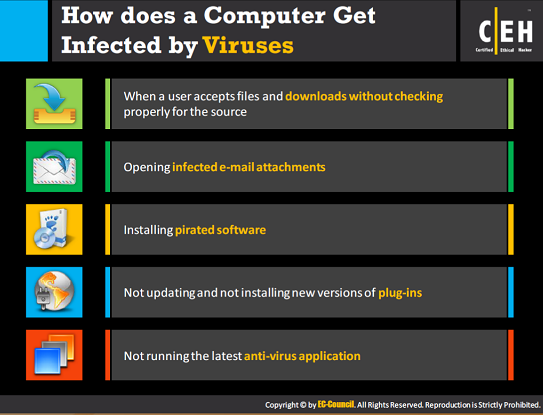 How does a Computer Get
Infected by Viruses
C|EH
Certified Ethical Hacker
When a user accepts files and downloads without checking
properly for the source
Opening infected e-mail attachments
Installing pirated software
Not updating and not installing new versions of plug-ins
Not running the latest anti-virus application
Copyright © by EC-Council. All Rights Reserved. Reproduction is Strictly Prohibited.